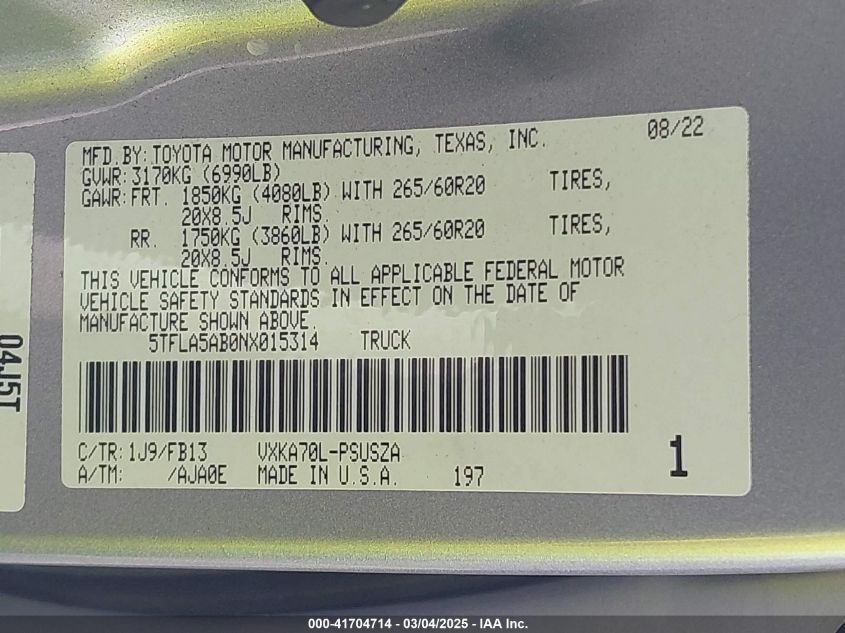 MFD.BY:TOYOTA MOTOR MANUFACTURING, TEXAS, INC. 08/22
GVWR:3170KG (6990LB)
GAWR:FRT. 1850KG (4080LB) WITH 265/60R20 TIRES,
20X8.5J RIMS.
RR. 1750KG (3860LB) WITH 265/60R20 TIRES,
20X8.5J RIMS.
THIS VEHICLE CONFORMS TO ALL APPLICABLE FEDERAL MOTOR
VEHICLE SAFETY STANDARDS IN EFFECT ON THE DATE OF
MANUFACTURE SHOWN ABOVE.
5TFLA5AB0NX015314 TRUCK
C/TR:1J9/FB13 VXKA70L-PSUSZA
A/TM: /AJA0E MADE IN U.S.A. 197 1
04J5T
000-41704714 - 03/04/2025 - IAA Inc.